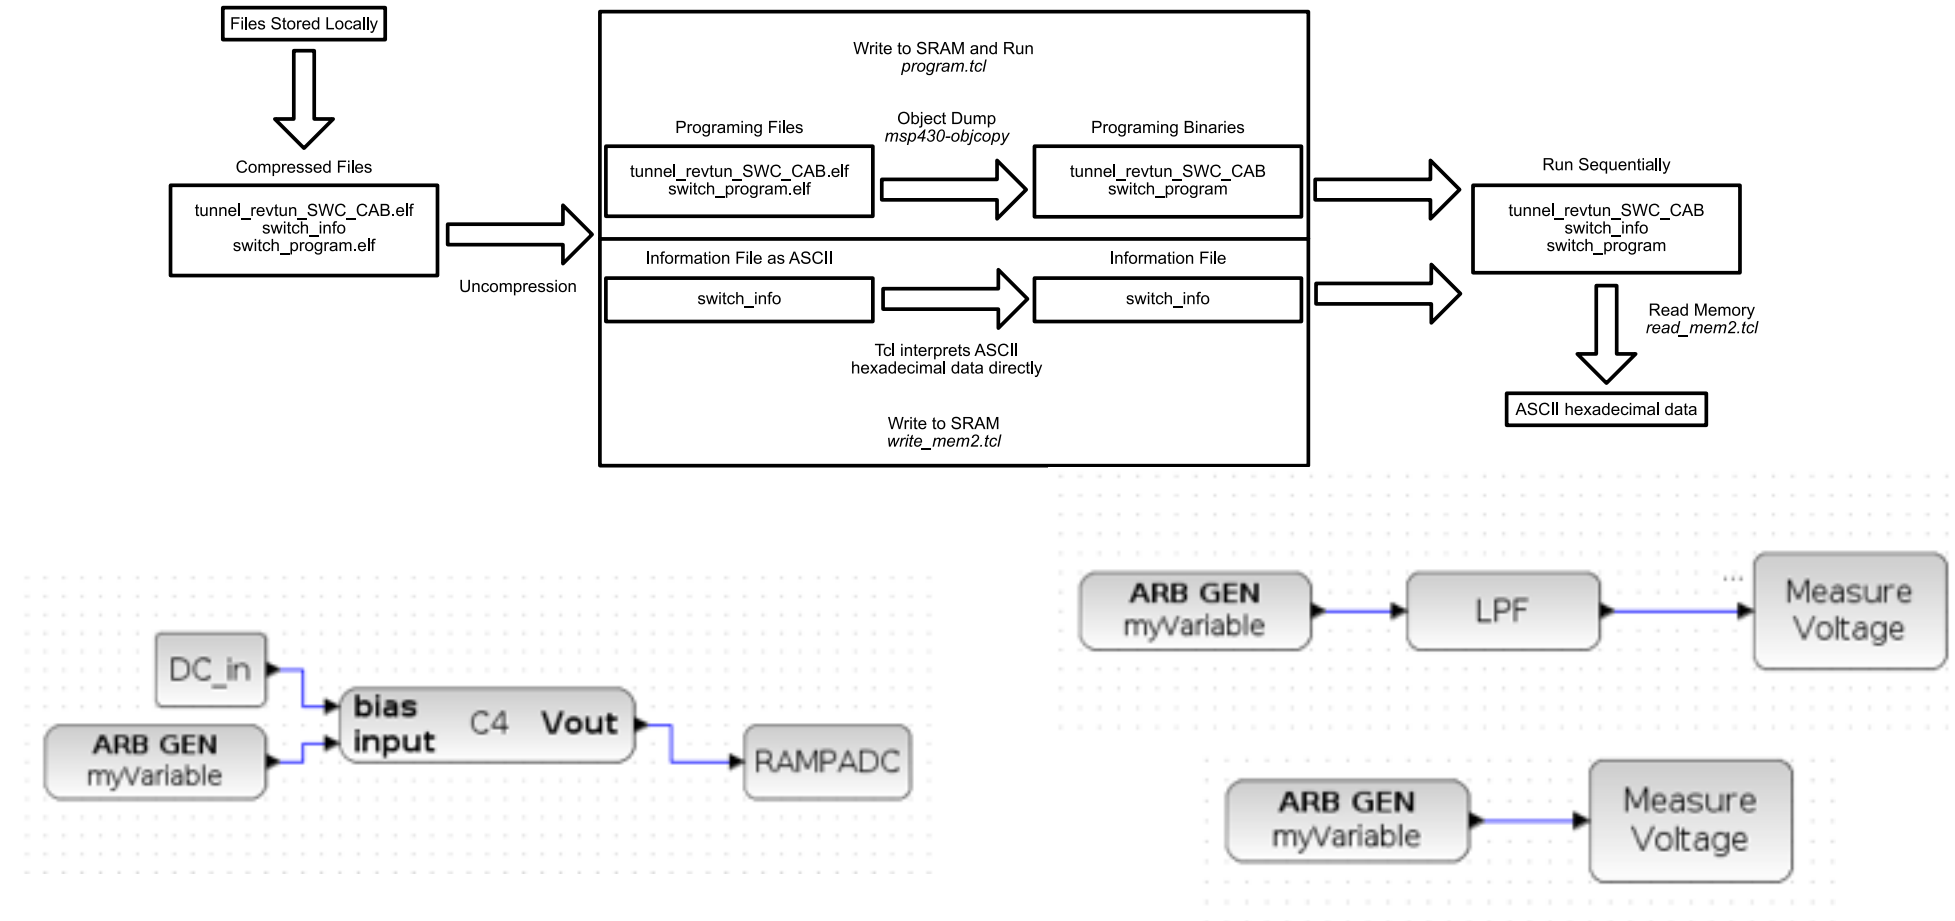 Files Stored Locally
Compressed Files
tunnel_revtun_SWC_CAB.elf
switch_info
switch_program.elf
Uncompression
Write to SRAM and Run
program.tcl
Programing Files
tunnel_revtun_SWC_CAB.elf
switch_program.elf
Object Dump
msp430-objcopy
Programing Binaries
tunnel_revtun_SWC_CAB
switch_program
Information File as ASCII
switch_info
Information File
switch_info
Tcl interprets ASCII
hexadecimal data directly
Write to SRAM
write_mem2.tcl
Run Sequentially
tunnel_revtun_SWC_CAB
switch_info
switch_program
Read Memory
read_mem2.tcl
ASCII hexadecimal data
DC_in
ARB GEN
myVariable
bias
input
C4
Vout
RAMPADC
ARB GEN
myVariable
LPF
...
Measure
Voltage
ARB GEN
myVariable
Measure
Voltage